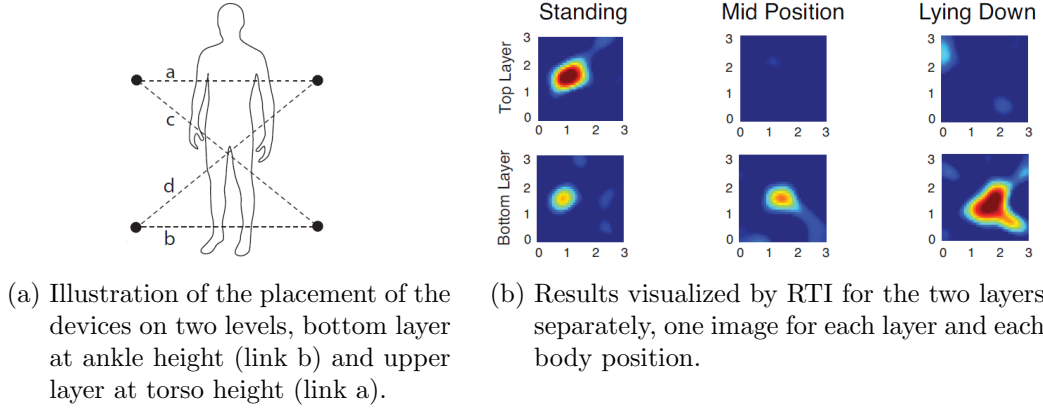 a
c
d
b
Standing
Mid Position
Lying Down
Top Layer
3
2
1
0
0 1 2 3
3
2
1
0
0 1 2 3
3
2
1
0
0 1 2 3
Bottom Layer
3
2
1
0
0 1 2 3
3
2
1
0
0 1 2 3
3
2
1
0
0 1 2 3
(a) Illustration of the placement of the
devices on two levels, bottom layer
at ankle height (link b) and upper
layer at torso height (link a).
(b) Results visualized by RTI for the two layers
separately, one image for each layer and each
body position.